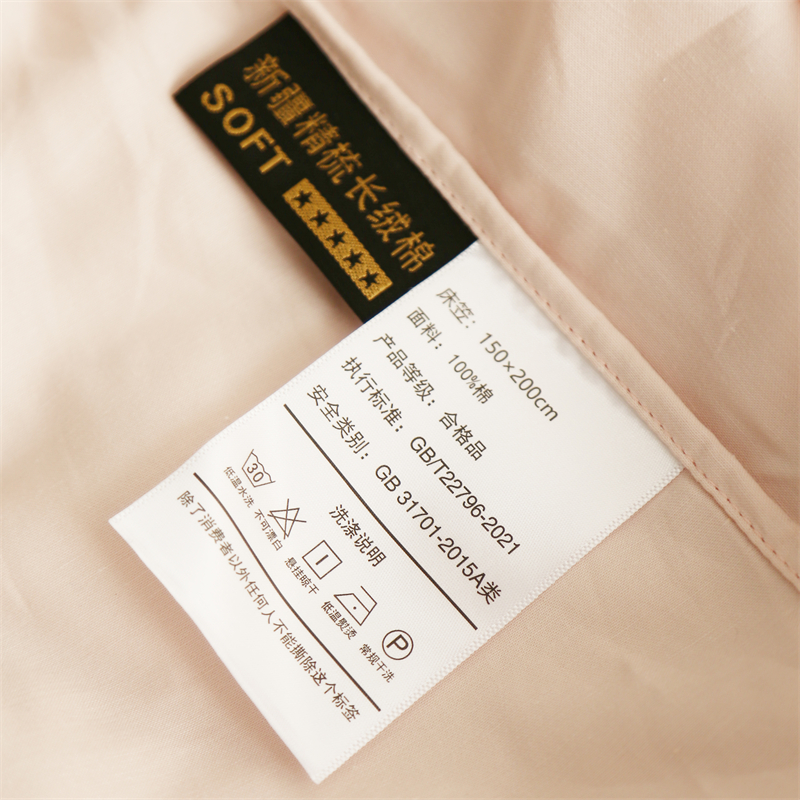 新疆精梳长绒棉
SOFT
床笠：150×200cm
面料：100%棉
产品等级：合格品
执行标准：GB/T22796-2021
安全类别：GB 31701-2015A类
洗涤说明
30
P
低温水洗 不可漂白 悬挂晾干 低温熨烫 常规干洗
除了消费者以外任何人不能撕除这个标签